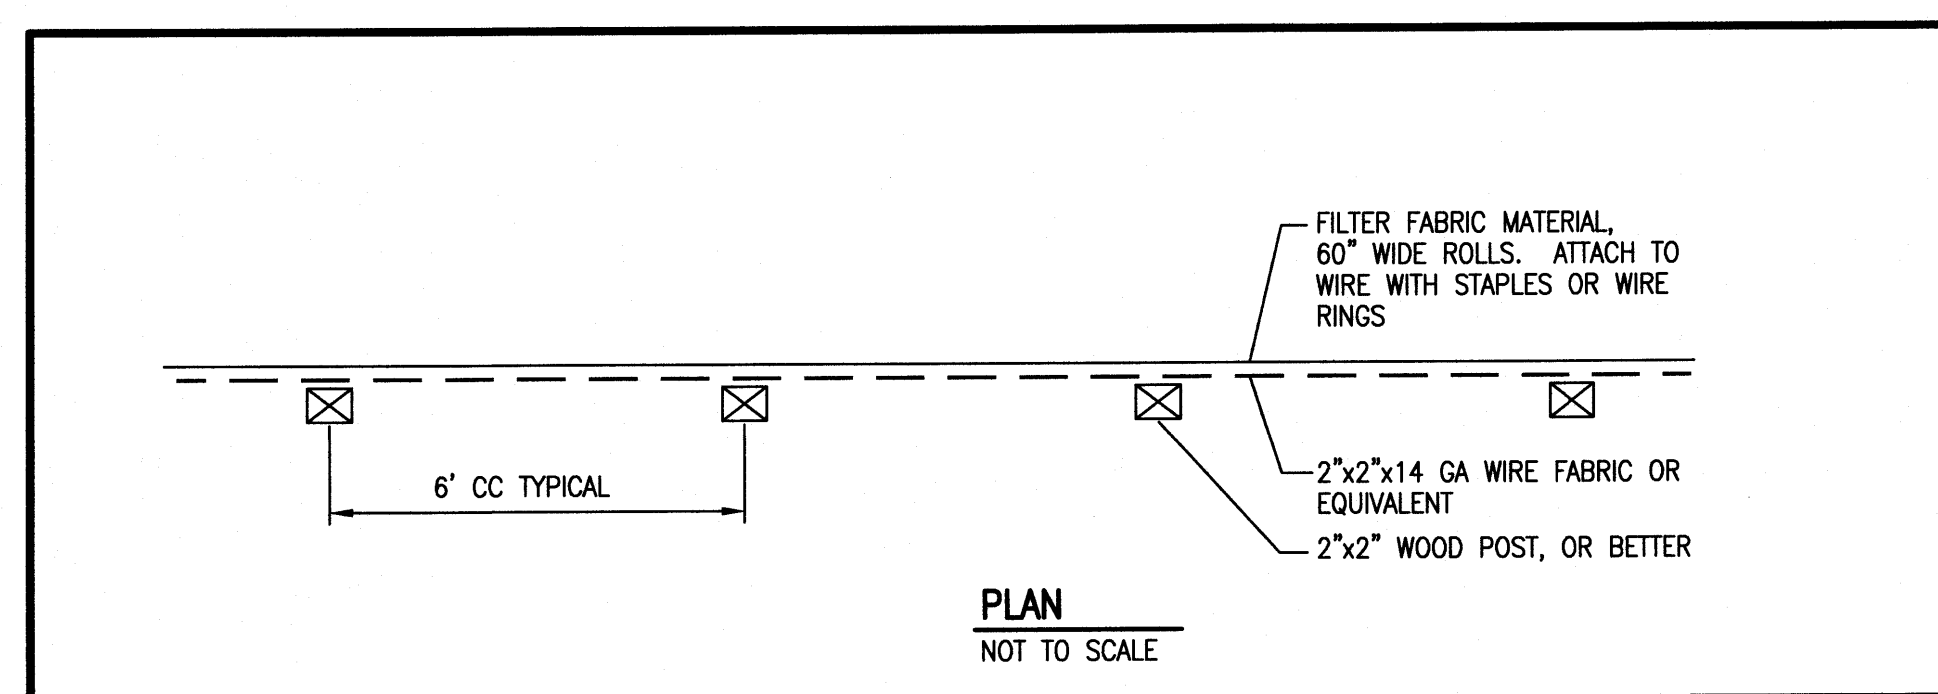 FILTER FABRIC MATERIAL,
60" WIDE ROLLS. ATTACH TO
WIRE WITH STAPLES OR WIRE
RINGS
6' CC TYPICAL
2"x2"x14 GA WIRE FABRIC OR
EQUIVALENT
2"x2" WOOD POST, OR BETTER
PLAN
NOT TO SCALE